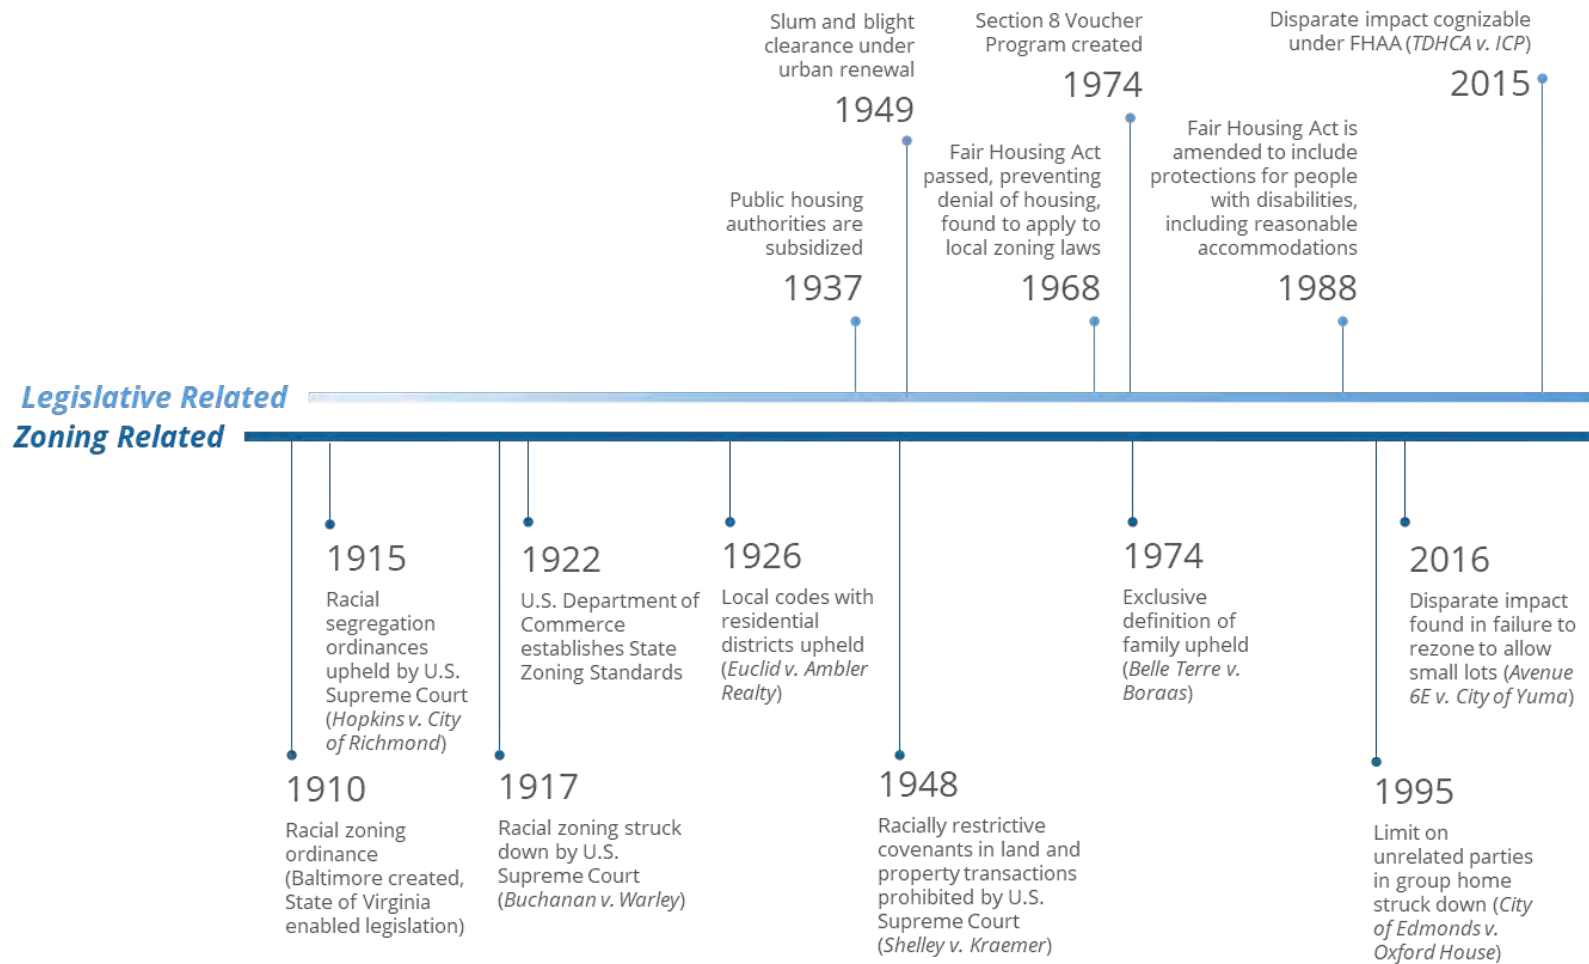 Slum and blight
clearance under
urban renewal
1949
Section 8 Voucher
Program created
1974
Disparate impact cognizable
under FHAA (TDHCA v. ICP)
2015
Public housing
authorities are
subsidized
1937
Fair Housing Act
passed, preventing
denial of housing,
found to apply to
local zoning laws
1968
Fair Housing Act is
amended to include
protections for people
with disabilities,
including reasonable
accommodations
1988
Legislative Related
Zoning Related
1915
Racial
segregation
ordinances
upheld by U.S.
Supreme Court
(Hopkins v. City
of Richmond)
1922
U.S. Department of
Commerce
establishes State
Zoning Standards
1926
Local codes with
residential
districts upheld
(Euclid v. Ambler
Realty)
1974
Exclusive
definition of
family upheld
(Belle Terre v.
Boraas)
2016
Disparate impact
found in failure to
rezone to allow
small lots (Avenue
6E v. City of Yuma)
1910
Racial zoning
ordinance
(Baltimore created,
State of Virginia
enabled legislation)
1917
Racial zoning struck
down by U.S.
Supreme Court
(Buchanan v. Warley)
1948
Racially restrictive
covenants in land and
property transactions
prohibited by U.S.
Supreme Court
(Shelley v. Kraemer)
1995
Limit on
unrelated parties
in group home
struck down (City
of Edmonds v.
Oxford House)